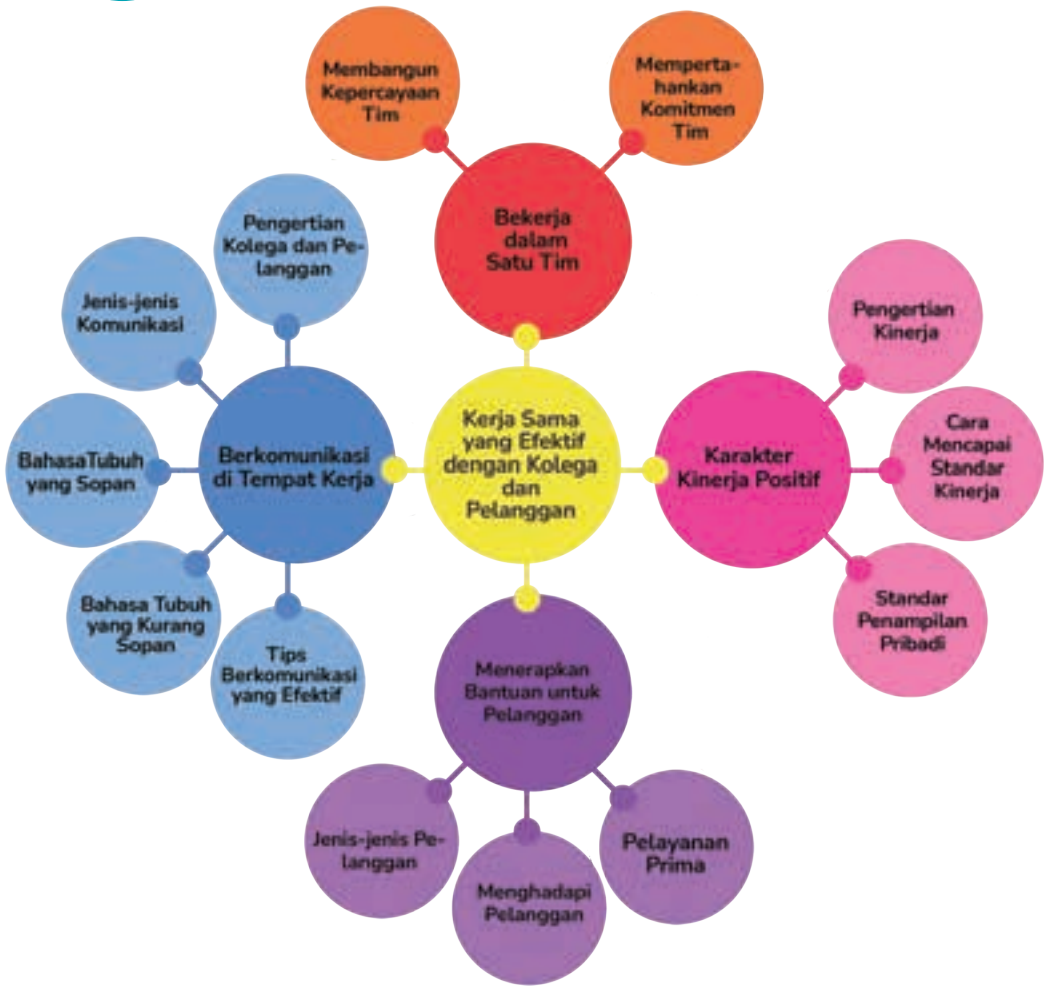 Membangun
Kepercayaan
Tim
Memperta-
hankan
Komitmen
Tim
Bekerja
dalam
Satu Tim
Pengertian
Kolega dan Pe-
langgan
Jenis-jenis
Komunikasi
BahasaTubuh
yang Sopan
Bahasa Tubuh
yang Kurang
Sopan
Tips
Berkomunikasi
yang Efektif
Berkomunikasi
di Tempat Kerja
Kerja Sama
yang Efektif
dengan Kolega
dan
Pelanggan
Karakter
Kinerja Positif
Pengertian
Kinerja
Cara
Mencapai
Standar
Kinerja
Standar
Penampilan
Pribadi
Menerapkan
Bantuan untuk
Pelanggan
Jenis-jenis Pe-
langgan
Menghadapi
Pelanggan
Pelayanan
Prima